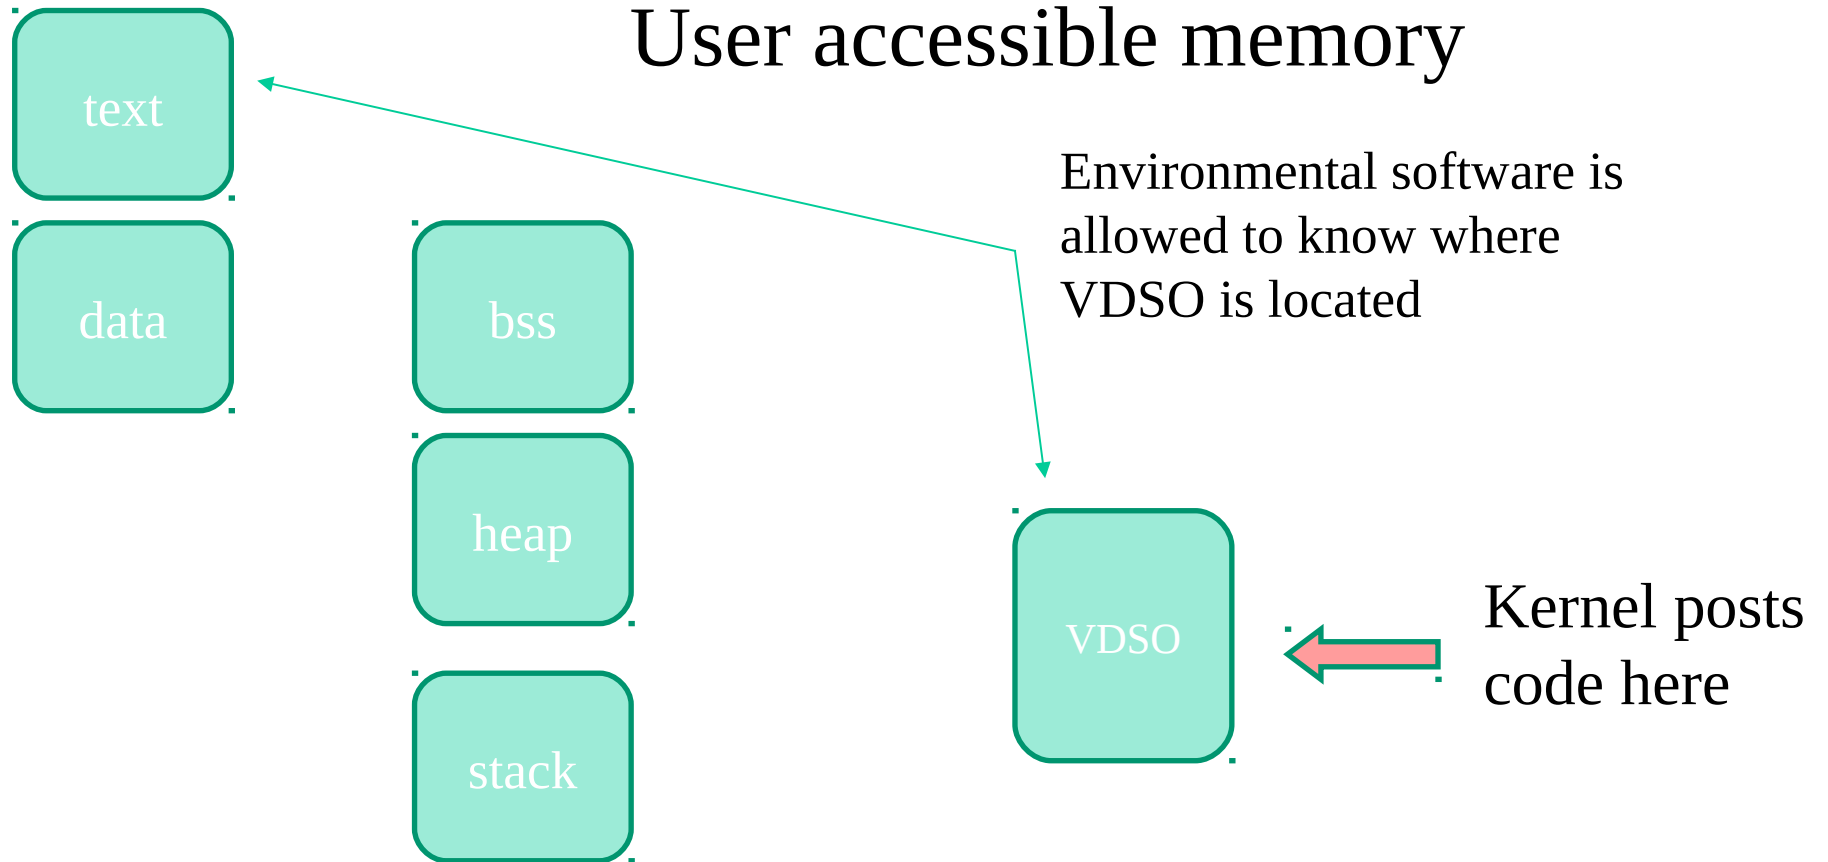 User accessible memory
text
Environmental software is
allowed to know where
VDSO is located
data
bss
heap
VDSO
Kernel posts
code here
stack